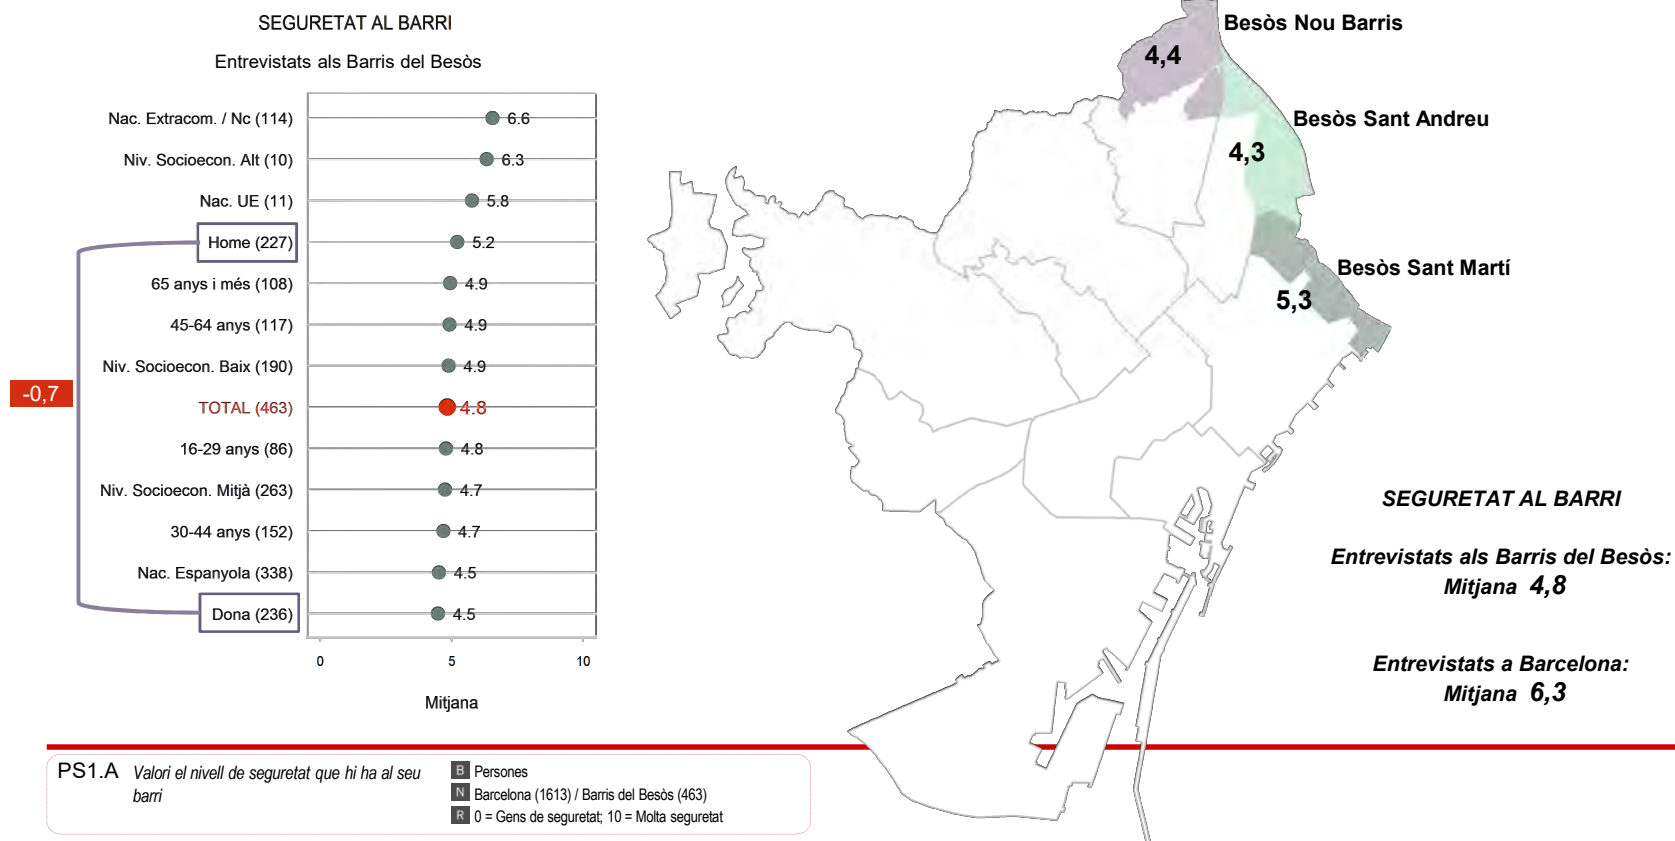 SEGURETAT AL BARRI
Entrevistats als Barris del Besòs
Nac. Extracom. / Nc (114) 6.6
Niv. Socioecon. Alt (10) 6.3
Nac. UE (11) 5.8
Home (227) 5.2
65 anys i més (108) 4.9
45-64 anys (117) 4.9
Niv. Socioecon. Baix (190) 4.9
-0,7
TOTAL (463) 4.8
16-29 anys (86) 4.8
Niv. Socioecon. Mitjà (263) 4.7
30-44 anys (152) 4.7
Nac. Espanyola (338) 4.5
Dona (236) 4.5
0 5 10
Mitjana
Besòs Nou Barris
4,4
Besòs Sant Andreu
4,3
Besòs Sant Martí
5,3
SEGURETAT AL BARRI
Entrevistats als Barris del Besòs:
Mitjana 4,8
Entrevistats a Barcelona:
Mitjana 6,3
PS1.A Valori el nivell de seguretat que hi ha al seu
barri
B Persones
N Barcelona (1613) / Barris del Besòs (463)
R 0 = Gens de seguretat; 10 = Molta seguretat